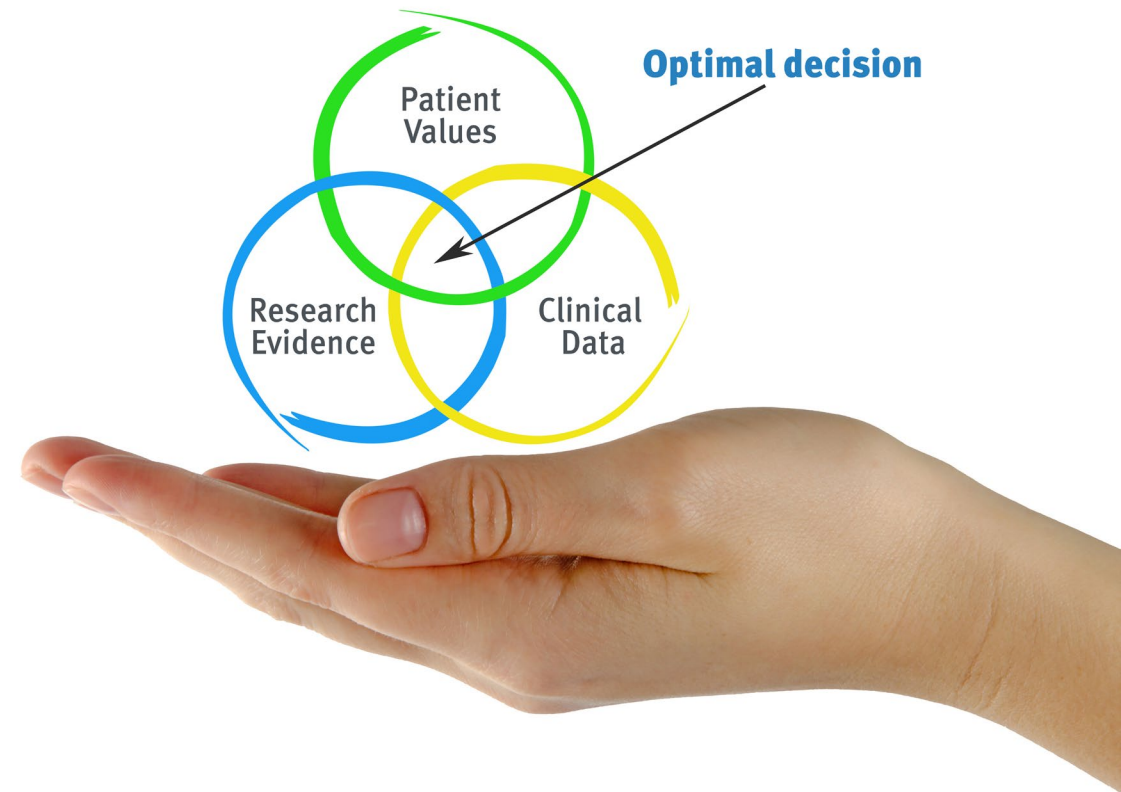 Optimal decision
Patient
Values
Research
Evidence
Clinical
Data